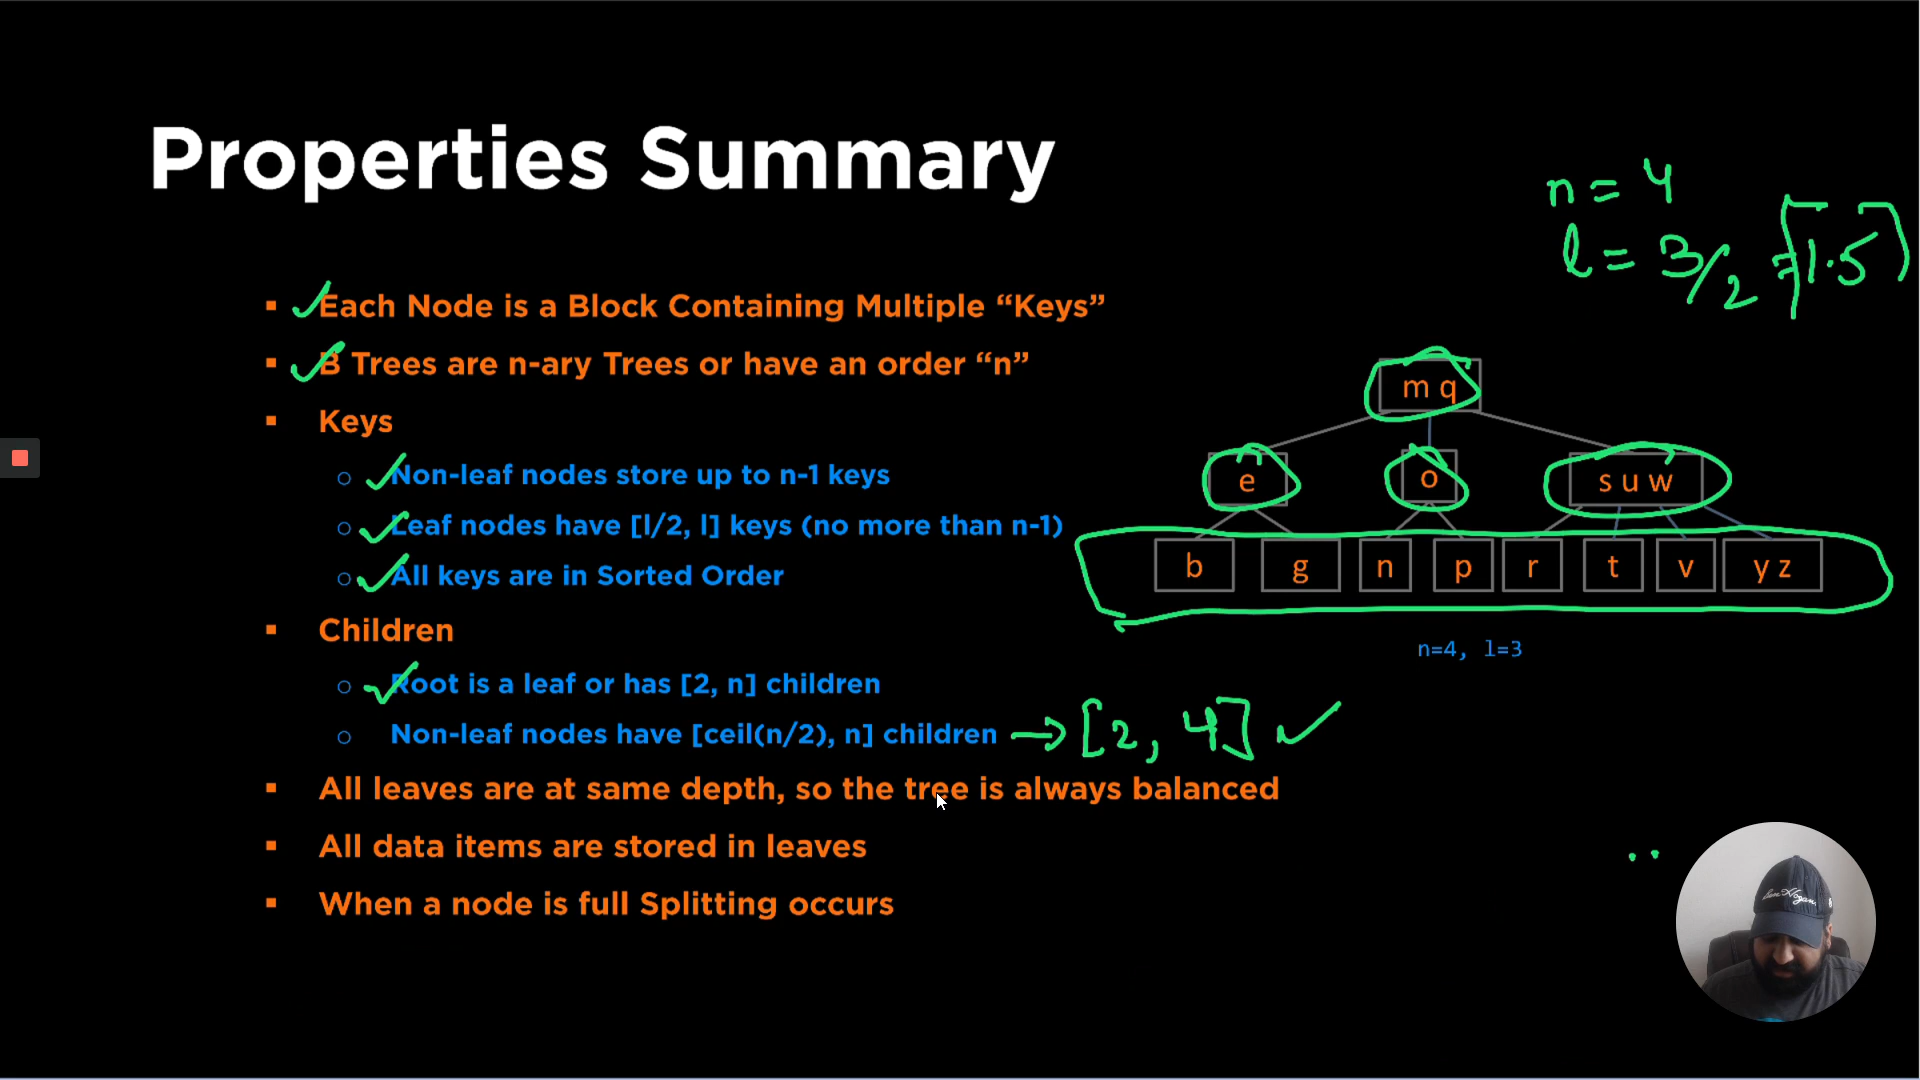 Properties Summary
n = 4
l = 3/2 = ⌈1.5⌉
▪ Each Node is a Block Containing Multiple “Keys”
▪ B Trees are n-ary Trees or have an order “n”
▪ Keys
○ Non-leaf nodes store up to n-1 keys
○ Leaf nodes have [l/2, l] keys (no more than n-1)
○ All keys are in Sorted Order
▪ Children
○ Root is a leaf or has [2, n] children
○ Non-leaf nodes have [ceil(n/2), n] children → [2, 4] ✓
▪ All leaves are at same depth, so the tree is always balanced
▪ All data items are stored in leaves
▪ When a node is full Splitting occurs
m q
e o s u w
b g n p r t v y z
n=4, l=3
Ben Hogan